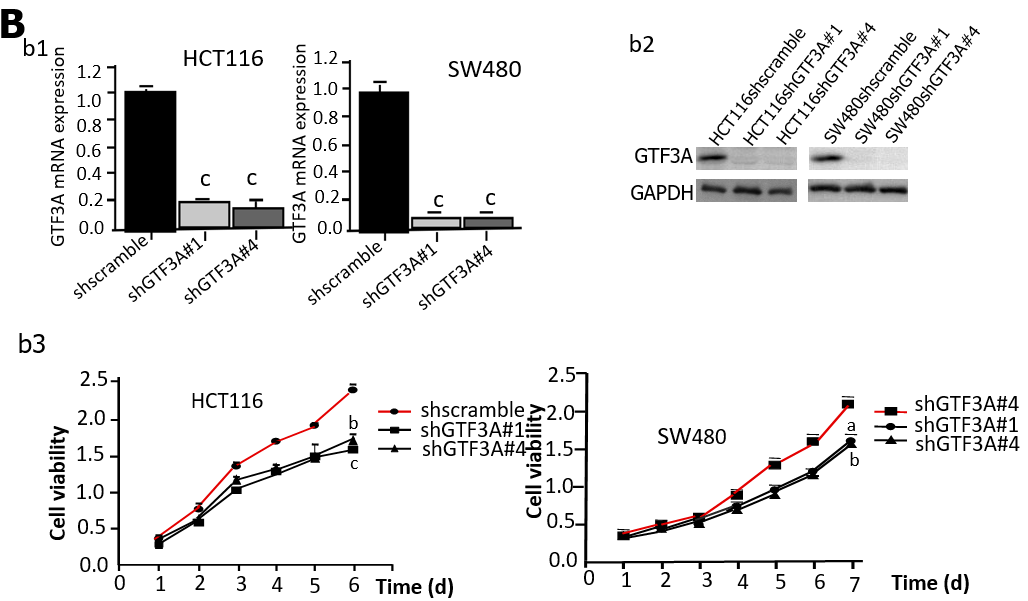 B
b1
HCT116
GTF3A mRNA expression
1.2
1.0
0.8
0.6
0.4
0.2
0.0
c
c
shscramble
shGTF3A#1
shGTF3A#4
SW480
GTF3A mRNA expression
1.2
1.0
0.8
0.6
0.4
0.2
0.0
c
c
shscramble
shGTF3A#1
shGTF3A#4
b2
HCT116shscramble
HCT116shGTF3A#1
HCT116shGTF3A#4
SW480shscramble
SW480shGTF3A#1
SW480shGTF3A#4
GTF3A
GAPDH
b3
HCT116
Cell viability
2.5
2.0
1.5
1.0
0.5
0.0
0 1 2 3 4 5 6 Time (d)
b
c
shscramble
shGTF3A#1
shGTF3A#4
SW480
Cell viability
2.5
2.0
1.5
1.0
0.5
0.0
0 1 2 3 4 5 6 7 Time (d)
a
b
shGTF3A#4
shGTF3A#1
shGTF3A#4